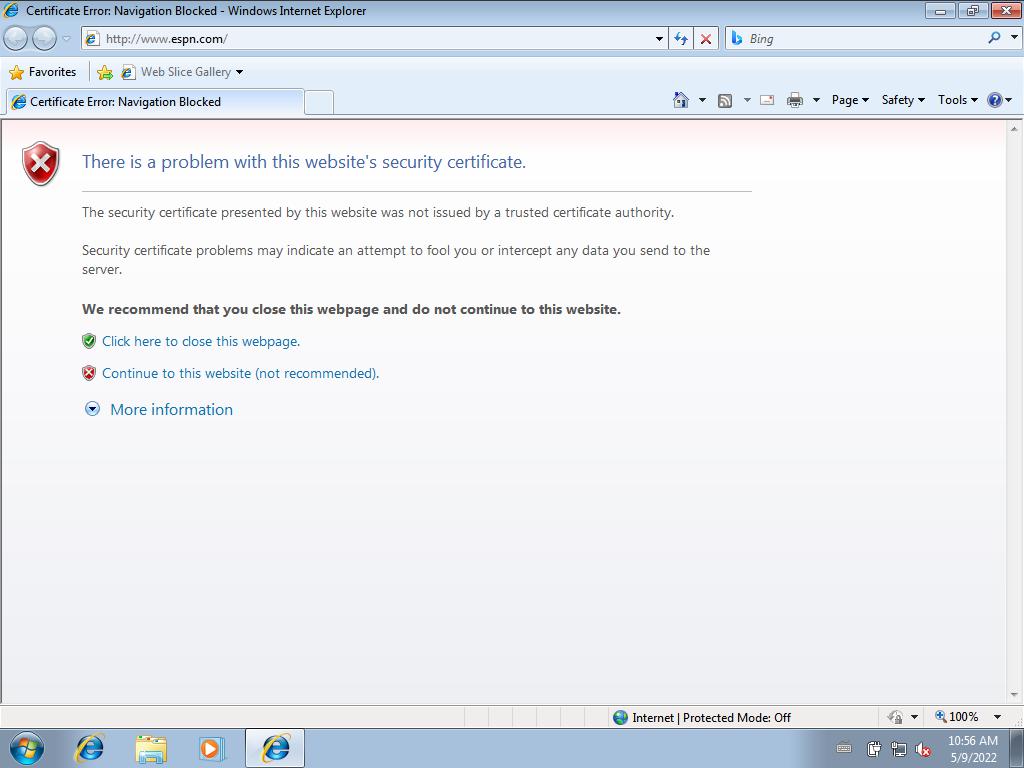 Certificate Error: Navigation Blocked - Windows Internet Explorer
http://www.espn.com/
Bing
Favorites
Web Slice Gallery
Certificate Error: Navigation Blocked
Page
Safety
Tools
There is a problem with this website's security certificate.
The security certificate presented by this website was not issued by a trusted certificate authority.
Security certificate problems may indicate an attempt to fool you or intercept any data you send to the
server.
We recommend that you close this webpage and do not continue to this website.
Click here to close this webpage.
Continue to this website (not recommended).
More information
Internet | Protected Mode: Off
100%
10:56 AM
5/9/2022